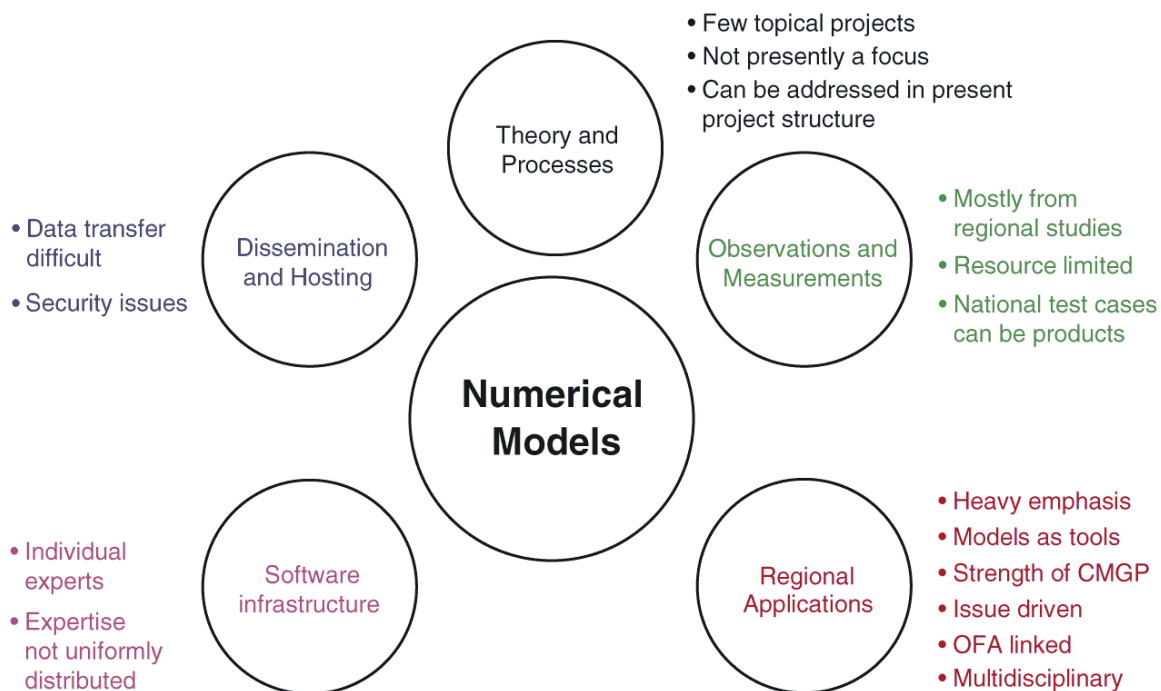 • Few topical projects
• Not presently a focus
• Can be addressed in present
project structure
Theory and
Processes
• Data transfer
difficult
• Security issues
Dissemination
and Hosting
Observations and
Measurements
• Mostly from
regional studies
• Resource limited
• National test cases
can be products
Numerical
Models
• Individual
experts
• Expertise
not uniformly
distributed
Software
infrastructure
Regional
Applications
• Heavy emphasis
• Models as tools
• Strength of CMGP
• Issue driven
• OFA linked
• Multidisciplinary